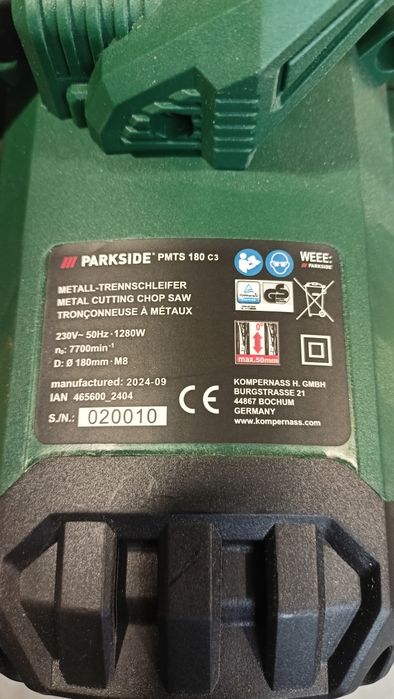 PARKSIDE® PMTS 180 C3
WEEE:
PARKSIDE®
METALL-TRENNSCHLEIFER
METAL CUTTING CHOP SAW
TRONÇONNEUSE À MÉTAUX
230V~ 50Hz · 1280W
n₀: 7700min⁻¹
D: Ø 180mm · M8
0°
max.50mm
manufactured: 2024-09
IAN 465600_2404
S./N.: 020010
CE
KOMPERNASS H. GMBH
BURGSTRASSE 21
44867 BOCHUM
GERMANY
www.kompernass.com